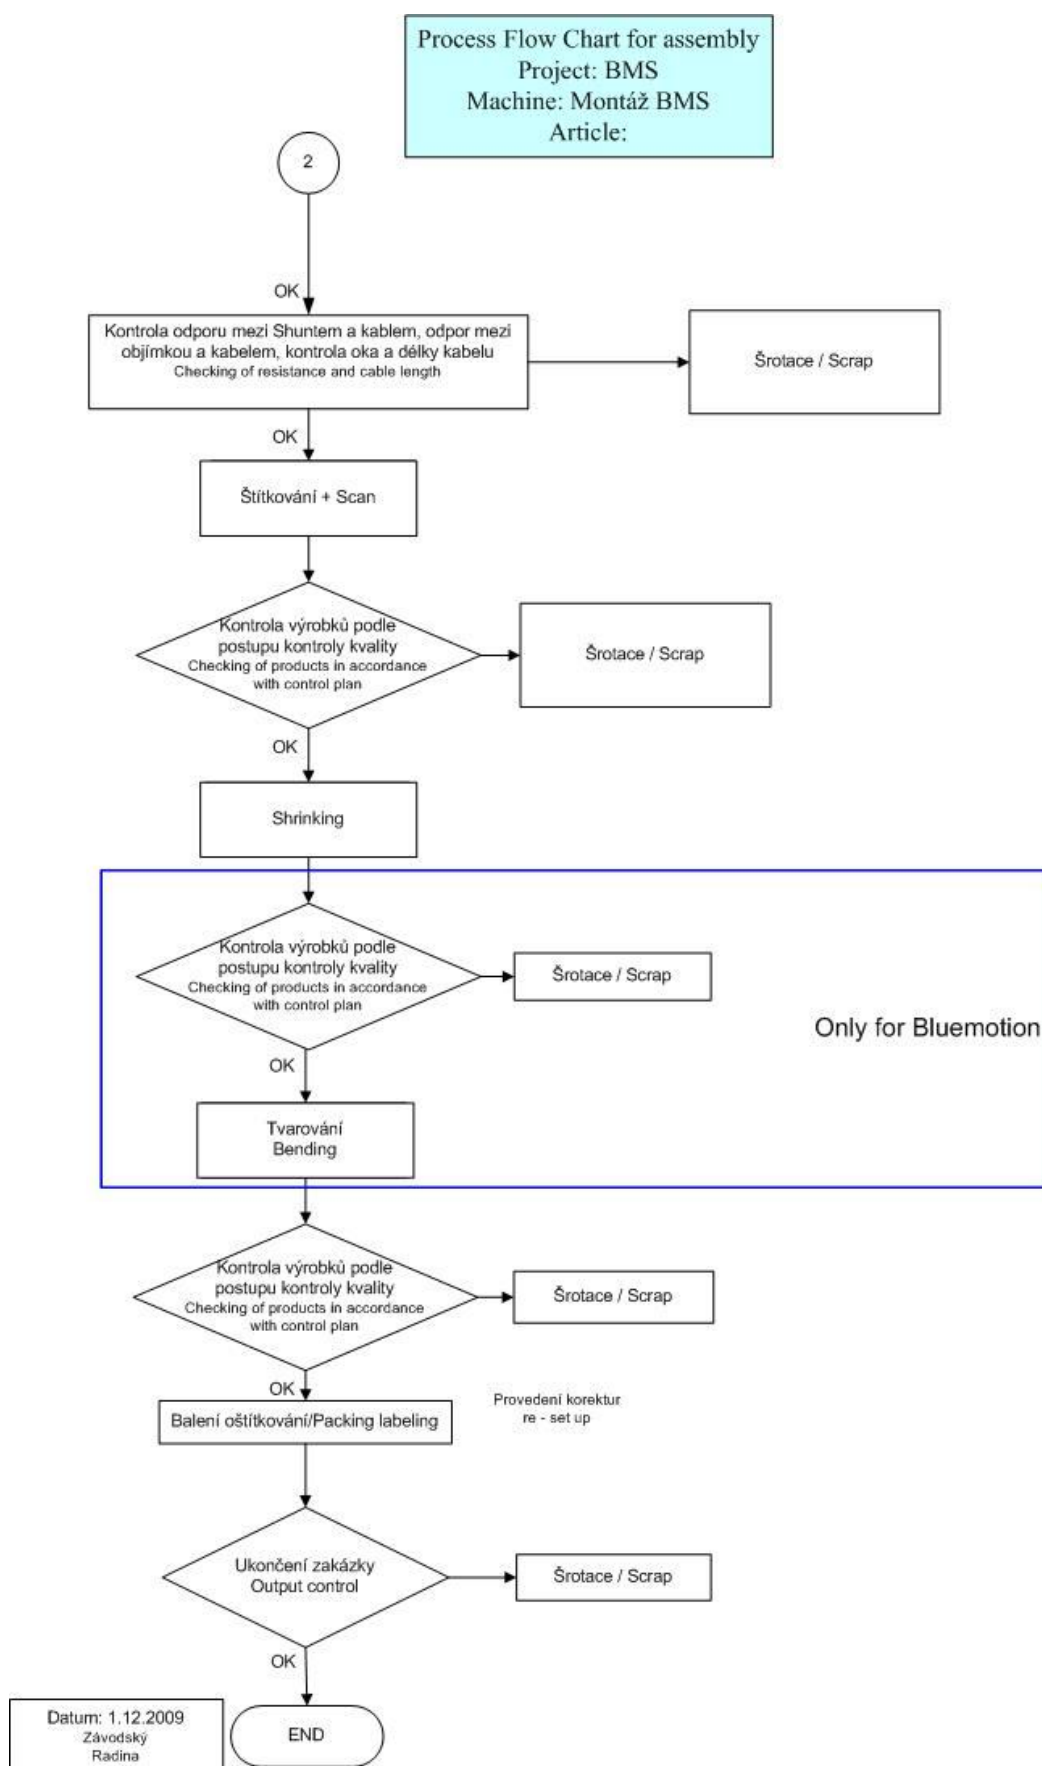 Process Flow Chart for assembly
Project: BMS
Machine: Montáž BMS
Article:
2
OK
Kontrola odporu mezi Shuntem a kablem, odpor mezi
objímkou a kabelem, kontrola oka a délky kabelu
Checking of resistance and cable length
Šrotace / Scrap
OK
Štítkování + Scan
Kontrola výrobků podle
postupu kontroly kvality
Checking of products in accordance
with control plan
Šrotace / Scrap
OK
Shrinking
Kontrola výrobků podle
postupu kontroly kvality
Checking of products in accordance
with control plan
Šrotace / Scrap
Only for Bluemotion
OK
Tvarování
Bending
Kontrola výrobků podle
postupu kontroly kvality
Checking of products in accordance
with control plan
Šrotace / Scrap
OK
Balení oštítkování/Packing labeling
Provedení korektur
re - set up
Ukončení zakázky
Output control
Šrotace / Scrap
OK
END
Datum: 1.12.2009
Závodský
Radina